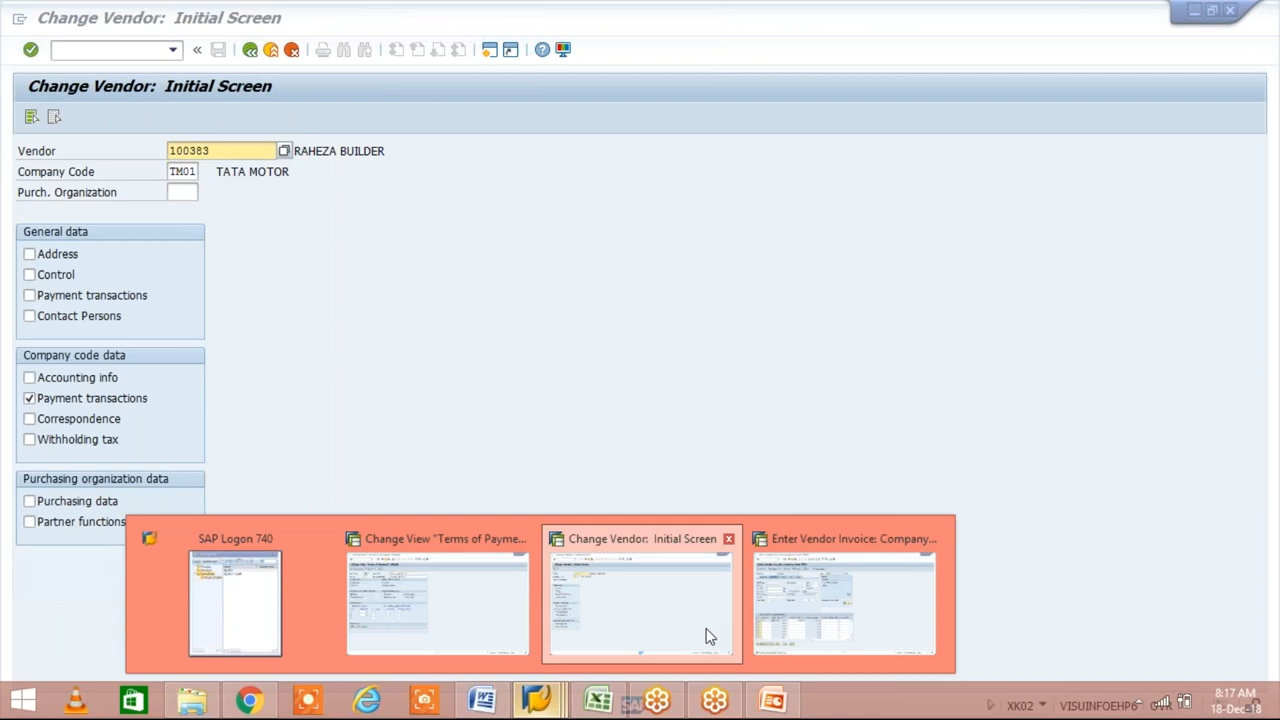 Change Vendor: Initial Screen
Change Vendor: Initial Screen
Vendor 100383 RAHEZA BUILDER
Company Code TM01 TATA MOTOR
Purch. Organization
General data
Address
Control
Payment transactions
Contact Persons
Company code data
Accounting info
Payment transactions
Correspondence
Withholding tax
Purchasing organization data
Purchasing data
Partner functions
SAP Logon 740
Change View "Terms of Payme...
Change Vendor: Initial Screen
Enter Vendor Invoice: Company...
XK02
VISUINFOEHP6
8:17 AM
18-Dec-18